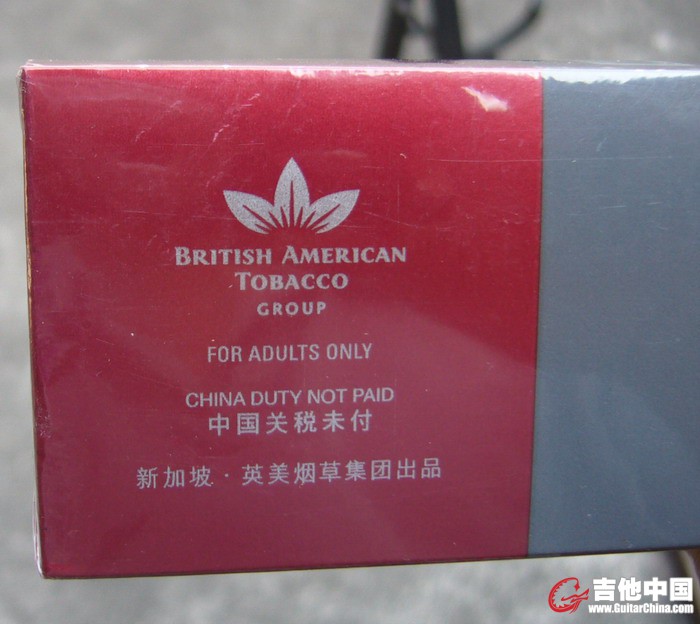 BRITISH AMERICAN
TOBACCO
GROUP
FOR ADULTS ONLY
CHINA DUTY NOT PAID
中国关税未付
新加坡·英美烟草集团出品
吉他中国
www.GuitarChina.com